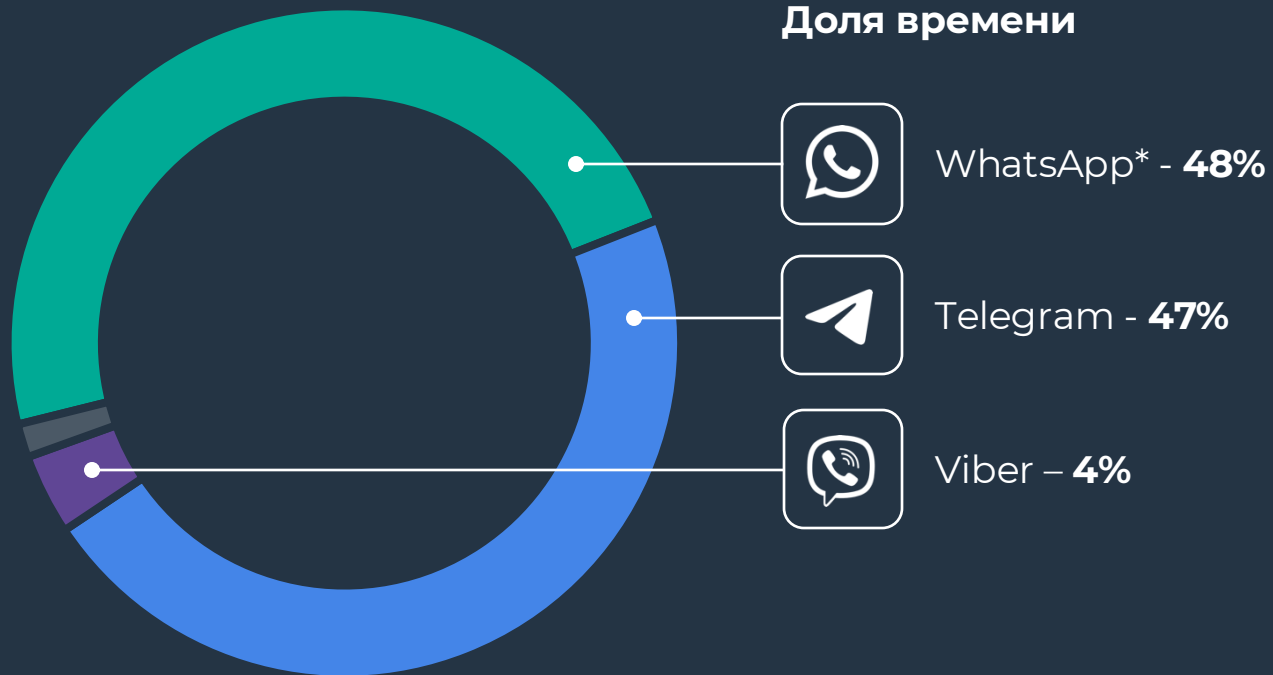 Доля времени
WhatsApp* - 48%
Telegram - 47%
Viber – 4%